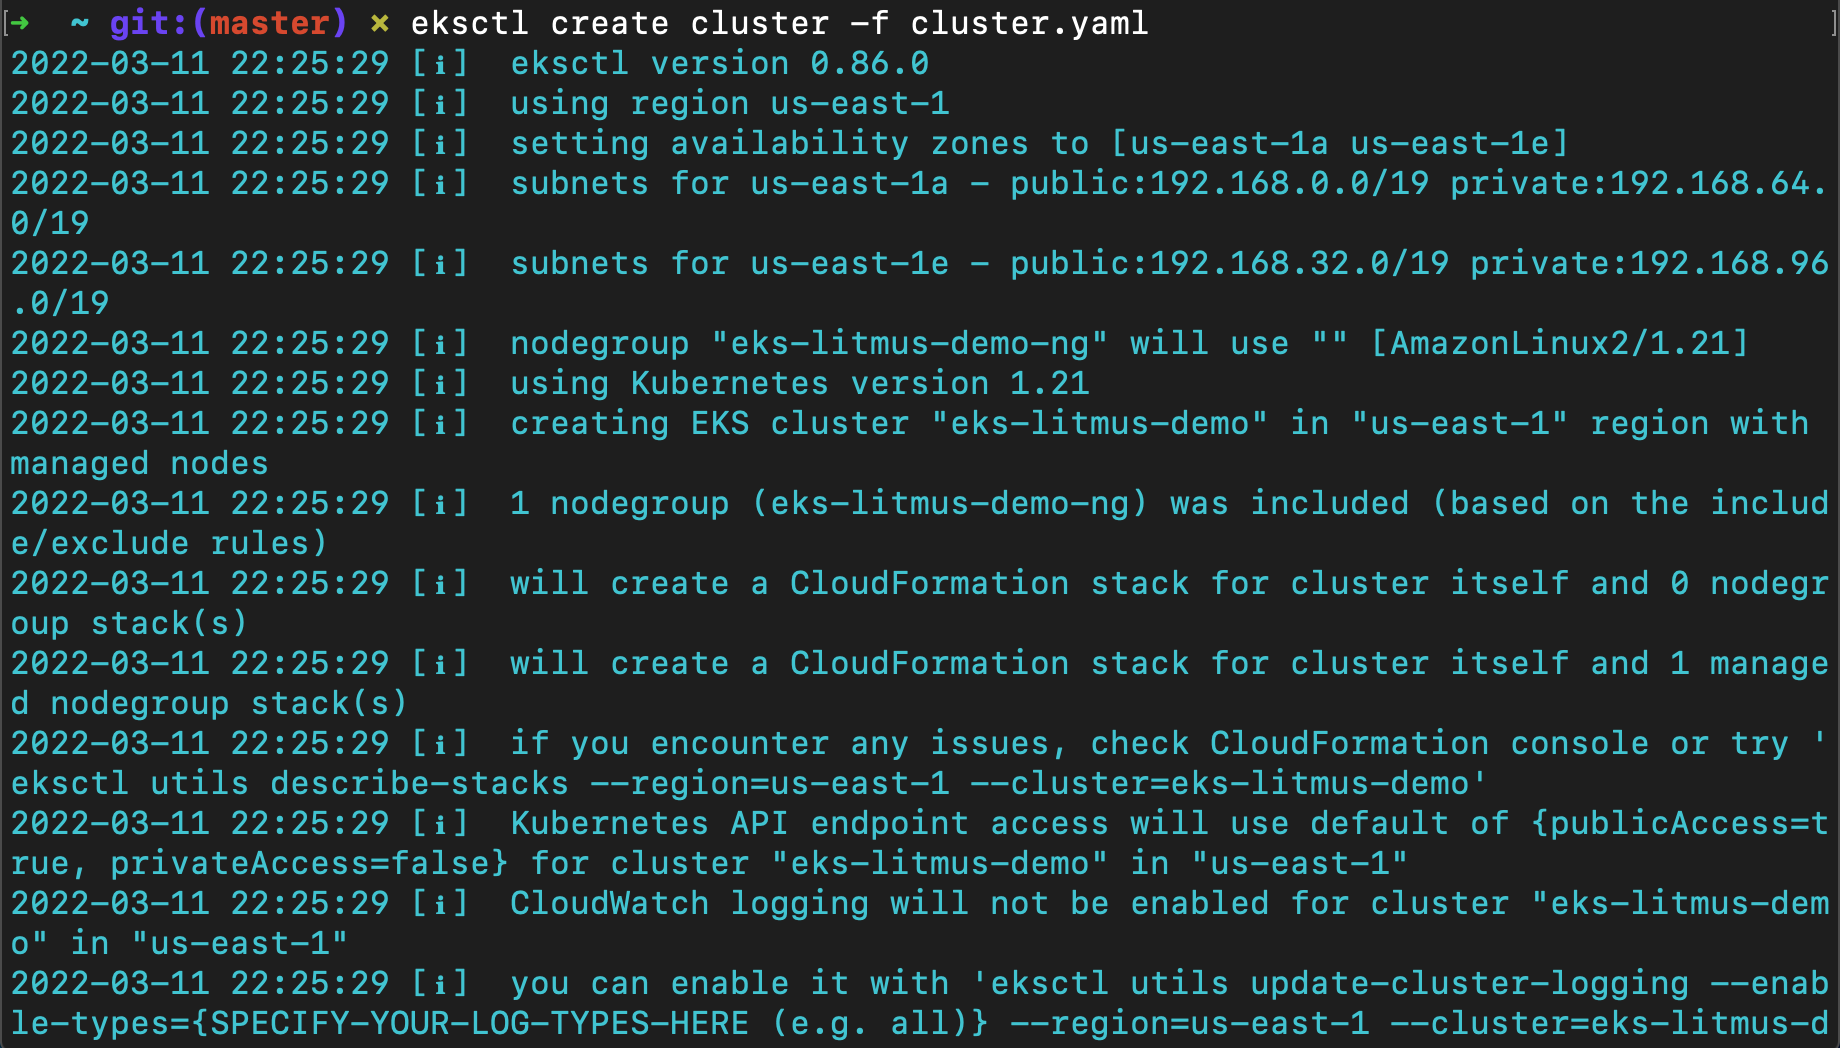 [➜  ~ git:(master) ✗ eksctl create cluster -f cluster.yaml ]
2022-03-11 22:25:29 [ℹ]  eksctl version 0.86.0
2022-03-11 22:25:29 [ℹ]  using region us-east-1
2022-03-11 22:25:29 [ℹ]  setting availability zones to [us-east-1a us-east-1e]
2022-03-11 22:25:29 [ℹ]  subnets for us-east-1a - public:192.168.0.0/19 private:192.168.64.
0/19
2022-03-11 22:25:29 [ℹ]  subnets for us-east-1e - public:192.168.32.0/19 private:192.168.96
.0/19
2022-03-11 22:25:29 [ℹ]  nodegroup "eks-litmus-demo-ng" will use "" [AmazonLinux2/1.21]
2022-03-11 22:25:29 [ℹ]  using Kubernetes version 1.21
2022-03-11 22:25:29 [ℹ]  creating EKS cluster "eks-litmus-demo" in "us-east-1" region with
managed nodes
2022-03-11 22:25:29 [ℹ]  1 nodegroup (eks-litmus-demo-ng) was included (based on the includ
e/exclude rules)
2022-03-11 22:25:29 [ℹ]  will create a CloudFormation stack for cluster itself and 0 nodegr
oup stack(s)
2022-03-11 22:25:29 [ℹ]  will create a CloudFormation stack for cluster itself and 1 manage
d nodegroup stack(s)
2022-03-11 22:25:29 [ℹ]  if you encounter any issues, check CloudFormation console or try '
eksctl utils describe-stacks --region=us-east-1 --cluster=eks-litmus-demo'
2022-03-11 22:25:29 [ℹ]  Kubernetes API endpoint access will use default of {publicAccess=t
rue, privateAccess=false} for cluster "eks-litmus-demo" in "us-east-1"
2022-03-11 22:25:29 [ℹ]  CloudWatch logging will not be enabled for cluster "eks-litmus-dem
o" in "us-east-1"
2022-03-11 22:25:29 [ℹ]  you can enable it with 'eksctl utils update-cluster-logging --enab
le-types={SPECIFY-YOUR-LOG-TYPES-HERE (e.g. all)} --region=us-east-1 --cluster=eks-litmus-d